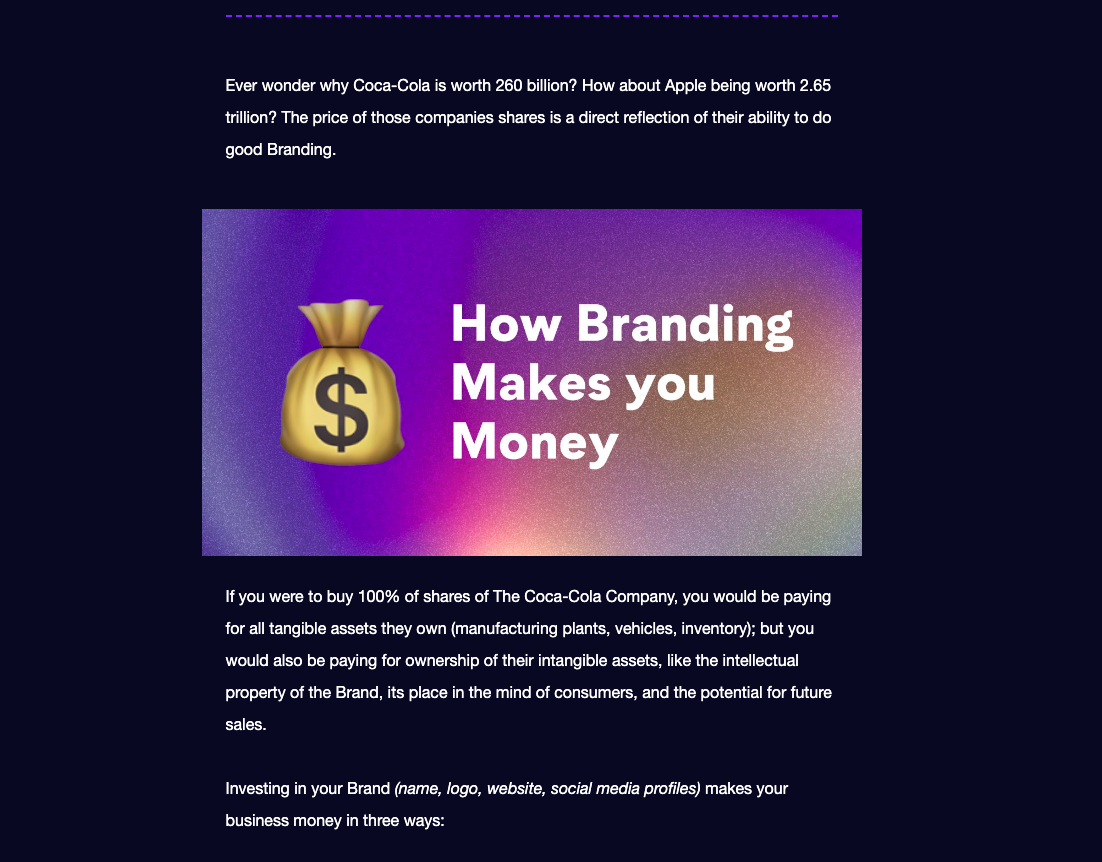 Ever wonder why Coca-Cola is worth 260 billion? How about Apple being worth 2.65
trillion? The price of those companies shares is a direct reflection of their ability to do
good Branding.
$
How Branding
Makes you
Money
If you were to buy 100% of shares of The Coca-Cola Company, you would be paying
for all tangible assets they own (manufacturing plants, vehicles, inventory); but you
would also be paying for ownership of their intangible assets, like the intellectual
property of the Brand, its place in the mind of consumers, and the potential for future
sales.
Investing in your Brand (name, logo, website, social media profiles) makes your
business money in three ways: